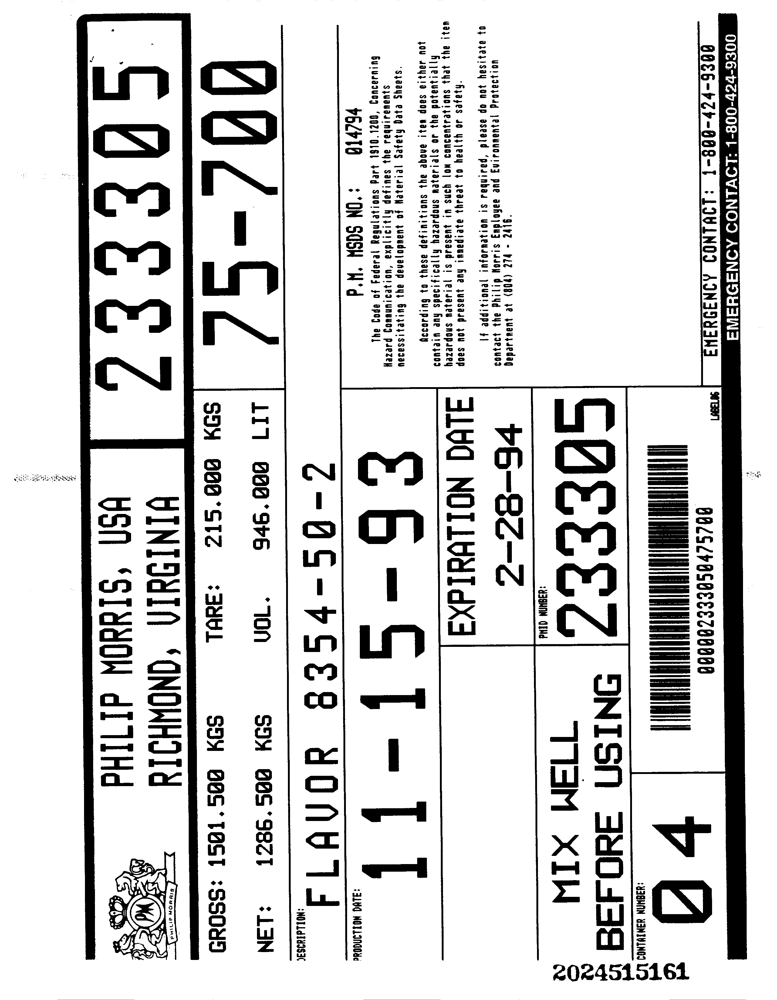 PHILIP MORRIS, USA
RICHMOND, VIRGINIA
233305
PM
PHILIP MORRIS
GROSS: 1501.500 KGS TARE: 215.000 KGS
NET: 1286.500 KGS VOL. 946.000 LIT
75-700
DESCRIPTION:
FLAVOR 8354-50-2
PRODUCTION DATE:
11-15-93
P.M. MSDS NO.: 014794
The Code of Federal Regulations Part 1910.1200, Concerning
Hazard Communication, explicitly defines the requirements
necessitating the development of Material Safety Data Sheets.
According to these definitions the above item does either not
contain any specifically hazardous materials or the potentially
hazardous material is present in such low concentrations that the item
does not present any immediate threat to health or safety.
If additional information is required, please do not hesitate to
contact the Philip Morris Employee and Evironmental Protection
Department at (804) 274 - 2416.
EXPIRATION DATE
2-28-94
MIX WELL
BEFORE USING
PMID NUMBER:
233305
CONTAINER NUMBER:
04
000002333050475700
LABELN6
EMERGENCY CONTACT: 1-800-424-9300
EMERGENCY CONTACT: 1-800-424-9300
2024515161